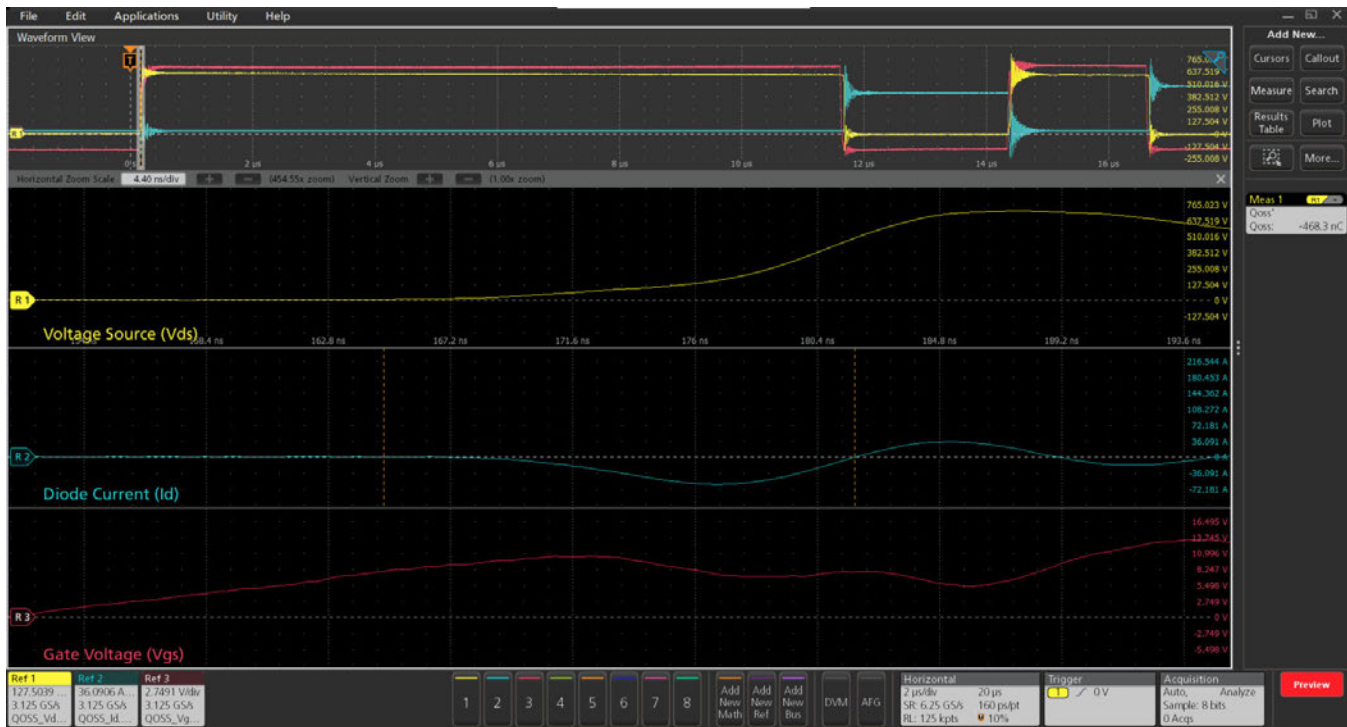 File Edit Applications Utility Help
Waveform View
Add New...
Cursors Callout
Measure Search
Results Table Plot
More...
Meas 1
Qoss'
Qoss: -468.3 nC
T
765.0
637.519 V
510.016 V
382.512 V
255.008 V
127.504 V
0 V
-127.504 V
-255.008 V
0 s 2 µs 4 µs 6 µs 8 µs 10 µs 12 µs 14 µs 16 µs
Horizontal Zoom Scale 4.40 ns/div + - (454.55x zoom) Vertical Zoom + - (1.00x zoom) X
765.023 V
637.519 V
510.016 V
382.512 V
255.008 V
127.504 V
R 1 0 V
-127.504 V
Voltage Source (Vds)
162.8 ns 167.2 ns 171.6 ns 176 ns 180.4 ns 184.8 ns 189.2 ns 193.6 ns
216.544 A
180.453 A
144.362 A
108.272 A
72.181 A
36.091 A
R 2 0 A
-36.091 A
-72.181 A
Diode Current (Id)
16.495 V
13.745 V
10.996 V
8.247 V
5.498 V
2.749 V
R 3 0 V
-2.749 V
-5.498 V
Gate Voltage (Vgs)
Ref 1
127.5039 ...
3.125 GS/s
QOSS_Vd...
Ref 2
36.0906 A...
3.125 GS/s
QOSS_Id...
Ref 3
2.7491 V/div
3.125 GS/s
QOSS_Vg...
1 2 3 4 5 6 7 8
Add New Math
Add New Ref
Add New Bus
DVM AFG
Horizontal
2 µs/div 20 µs
SR: 6.25 GS/s 160 ps/pt
RL: 125 kpts 10%
Trigger
1 0 V
Acquisition
Auto, Analyze
Sample: 8 bits
0 Acqs
Preview